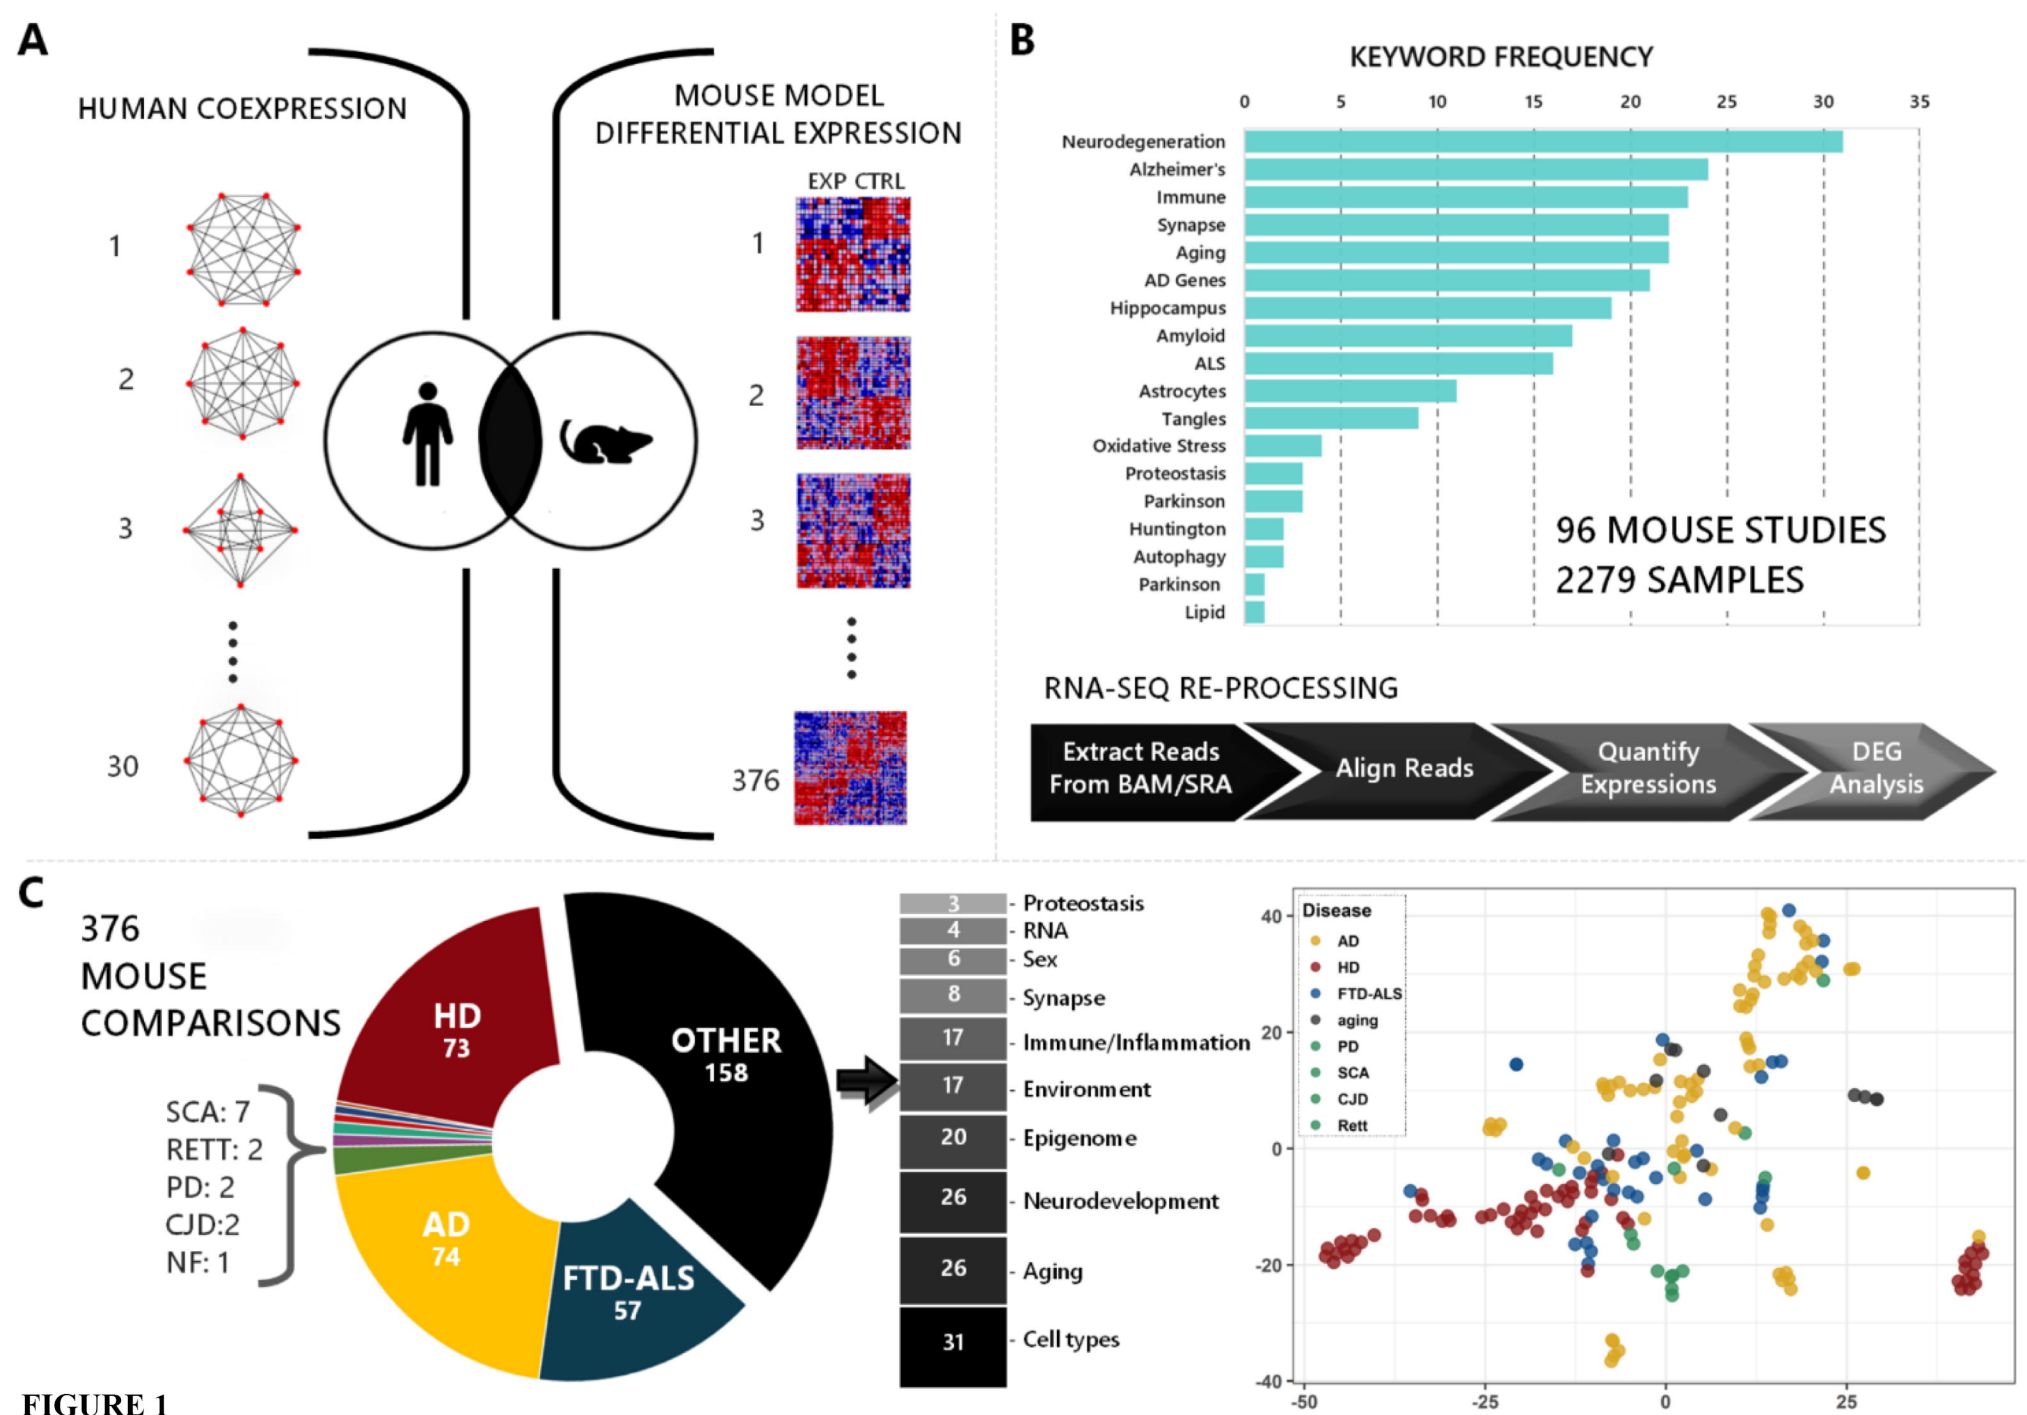 A
HUMAN COEXPRESSION
1
2
3
30
MOUSE MODEL
DIFFERENTIAL EXPRESSION
EXP CTRL
1
2
3
376
B
KEYWORD FREQUENCY
0 5 10 15 20 25 30 35
Neurodegeneration
Alzheimer's
Immune
Synapse
Aging
AD Genes
Hippocampus
Amyloid
ALS
Astrocytes
Tangles
Oxidative Stress
Proteostasis
Parkinson
Huntington
Autophagy
Parkinson
Lipid
96 MOUSE STUDIES
2279 SAMPLES
RNA-SEQ RE-PROCESSING
Extract Reads
From BAM/SRA
Align Reads
Quantify
Expressions
DEG
Analysis
C
376
MOUSE
COMPARISONS
SCA: 7
RETT: 2
PD: 2
CJD:2
NF: 1
HD
73
OTHER
158
AD
74
FTD-ALS
57
3 - Proteostasis
4 - RNA
6 - Sex
8 - Synapse
17 - Immune/Inflammation
17 - Environment
20 - Epigenome
26 - Neurodevelopment
26 - Aging
31 - Cell types
Disease
AD
HD
FTD-ALS
aging
PD
SCA
CJD
Rett
40
20
0
-20
-40
-50 -25 0 25
FIGURE 1